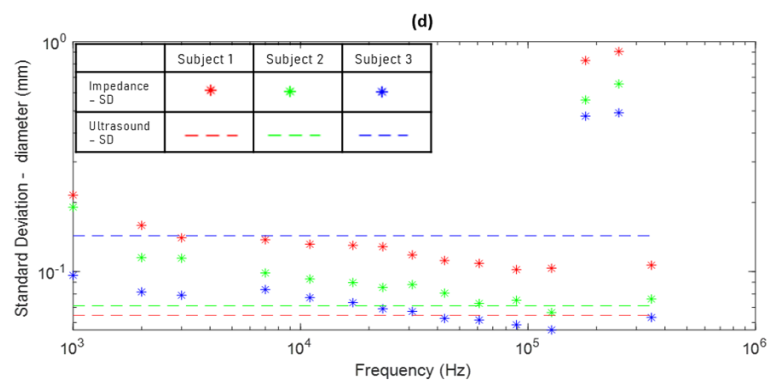 (d)
Subject 1 Subject 2 Subject 3
Impedance
– SD
Ultrasound
– SD
Standard Deviation - diameter (mm)
10^0
10^-1
10^3 10^4 10^5 10^6
Frequency (Hz)